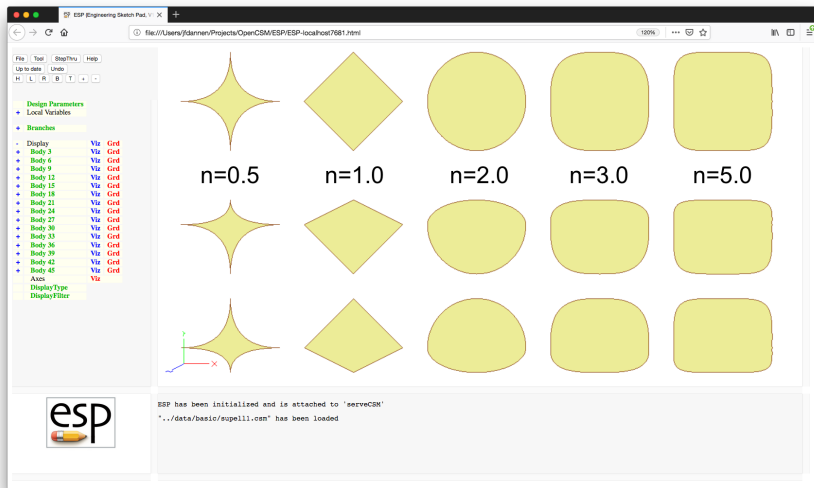 ESP (Engineering Sketch Pad, V
file:///Users/jfdannen/Projects/OpenCSM/ESP/ESP-localhost7681.html
120%
File Tool StepThru Help
Up to date Undo
H L R B T + -
Design Parameters
+ Local Variables
+ Branches
- Display Viz Grd
+ Body 3 Viz Grd
+ Body 6 Viz Grd
+ Body 9 Viz Grd
+ Body 12 Viz Grd
+ Body 15 Viz Grd
+ Body 18 Viz Grd
+ Body 21 Viz Grd
+ Body 24 Viz Grd
+ Body 27 Viz Grd
+ Body 30 Viz Grd
+ Body 33 Viz Grd
+ Body 36 Viz Grd
+ Body 39 Viz Grd
+ Body 42 Viz Grd
+ Body 45 Viz Grd
Axes Viz
DisplayType
DisplayFilter
n=0.5 n=1.0 n=2.0 n=3.0 n=5.0
X
esp
ESP has been initialized and is attached to 'serveCSM'
"../data/basic/supell1.csm" has been loaded